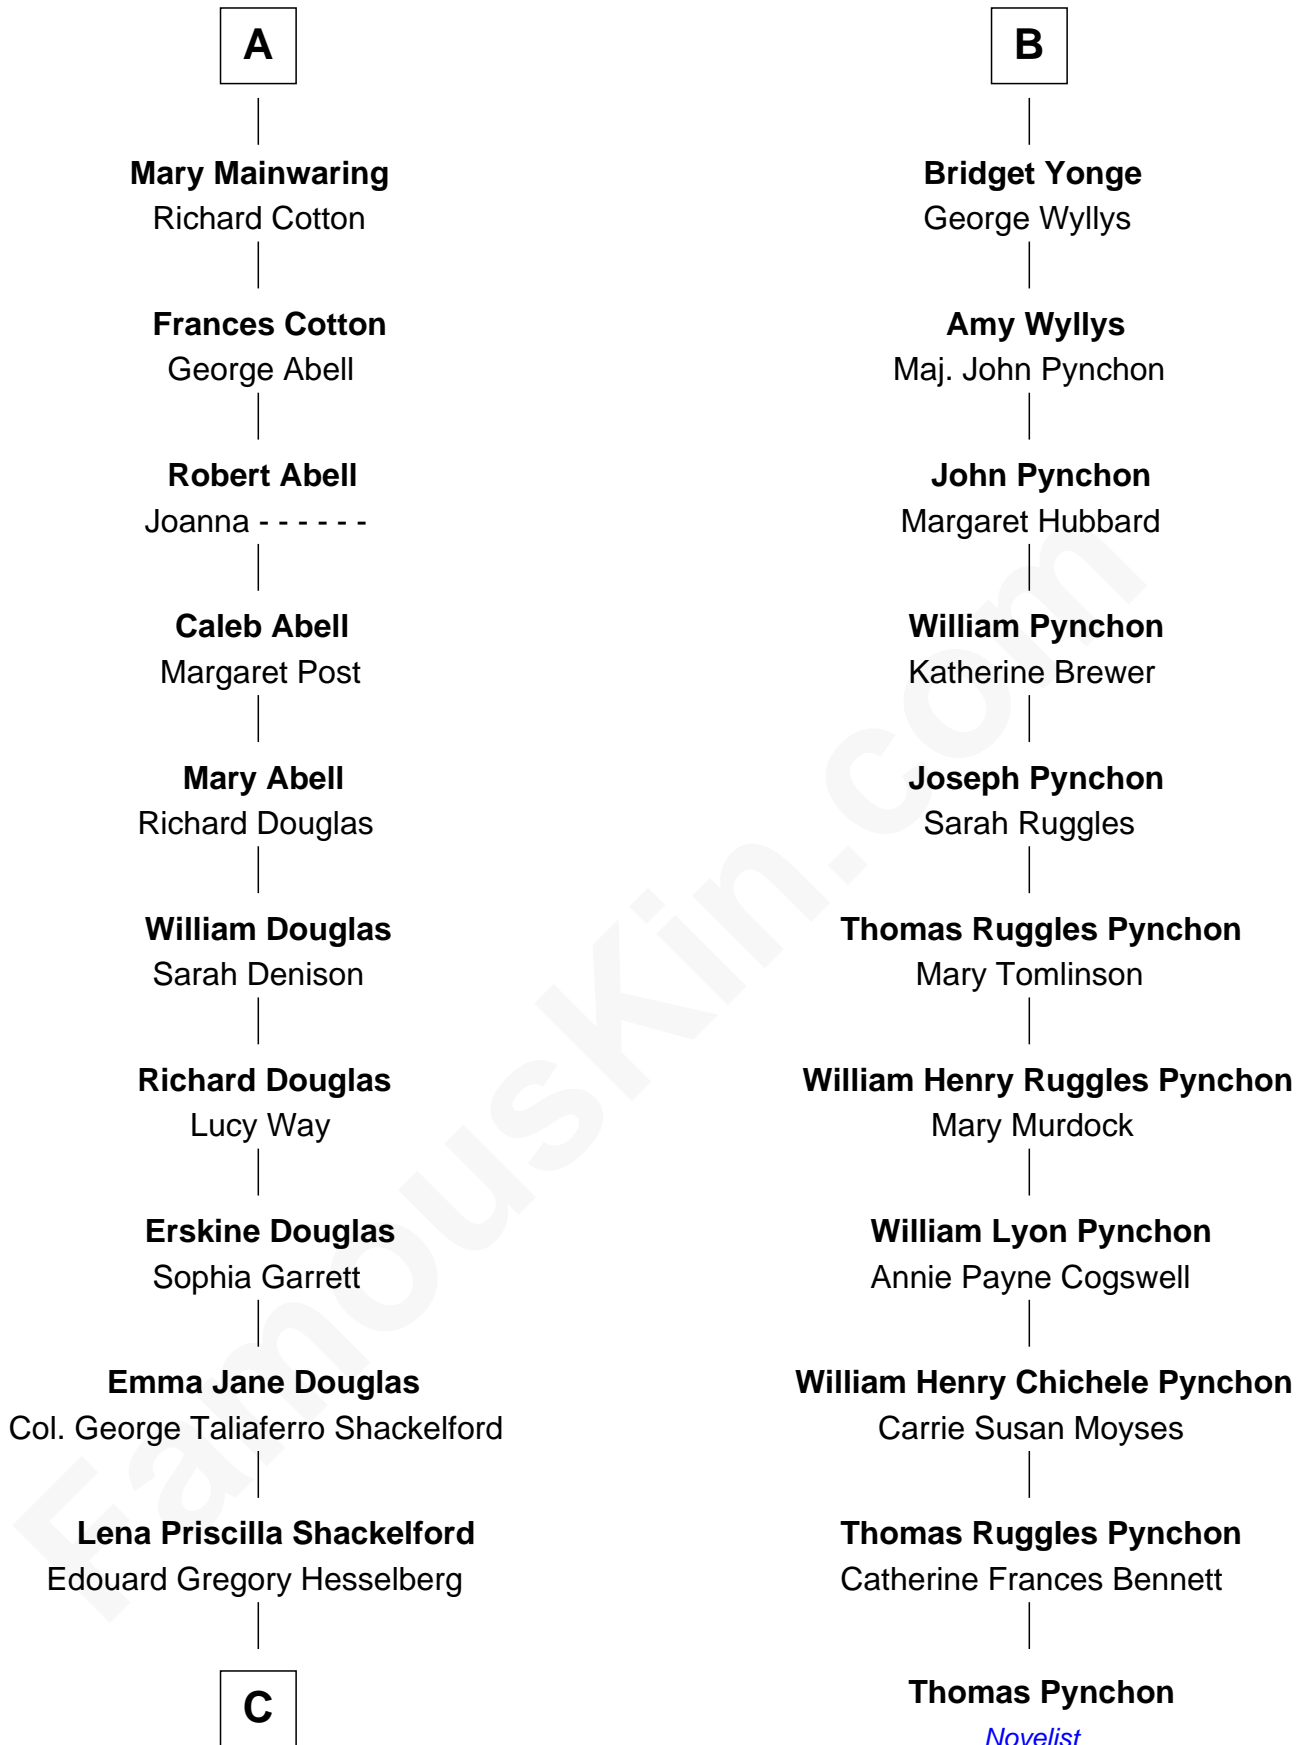 A
Mary Mainwaring
Richard Cotton
Frances Cotton
George Abell
Robert Abell
Joanna - - - - - -
Caleb Abell
Margaret Post
Mary Abell
Richard Douglas
William Douglas
Sarah Denison
Richard Douglas
Lucy Way
Erskine Douglas
Sophia Garrett
Emma Jane Douglas
Col. George Taliaferro Shackelford
Lena Priscilla Shackelford
Edouard Gregory Hesselberg
C
B
Bridget Yonge
George Wyllys
Amy Wyllys
Maj. John Pynchon
John Pynchon
Margaret Hubbard
William Pynchon
Katherine Brewer
Joseph Pynchon
Sarah Ruggles
Thomas Ruggles Pynchon
Mary Tomlinson
William Henry Ruggles Pynchon
Mary Murdock
William Lyon Pynchon
Annie Payne Cogswell
William Henry Chichele Pynchon
Carrie Susan Moyses
Thomas Ruggles Pynchon
Catherine Frances Bennett
Thomas Pynchon
Novelist
FamousKin.com